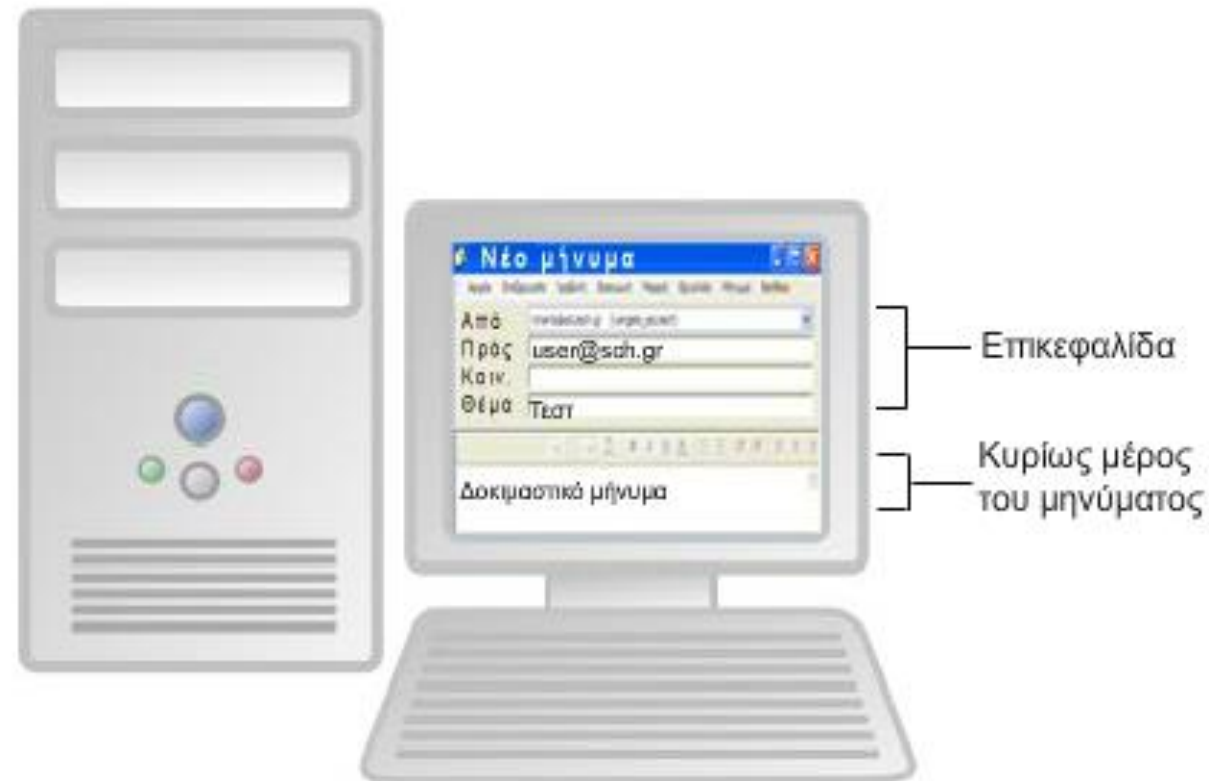 Νέο μήνυμα
Από
Προς user@sch.gr
Κοιν.
Θέμα Τεστ
Δοκιμαστικό μήνυμα
Επικεφαλίδα
Κυρίως μέρος
του μηνύματος